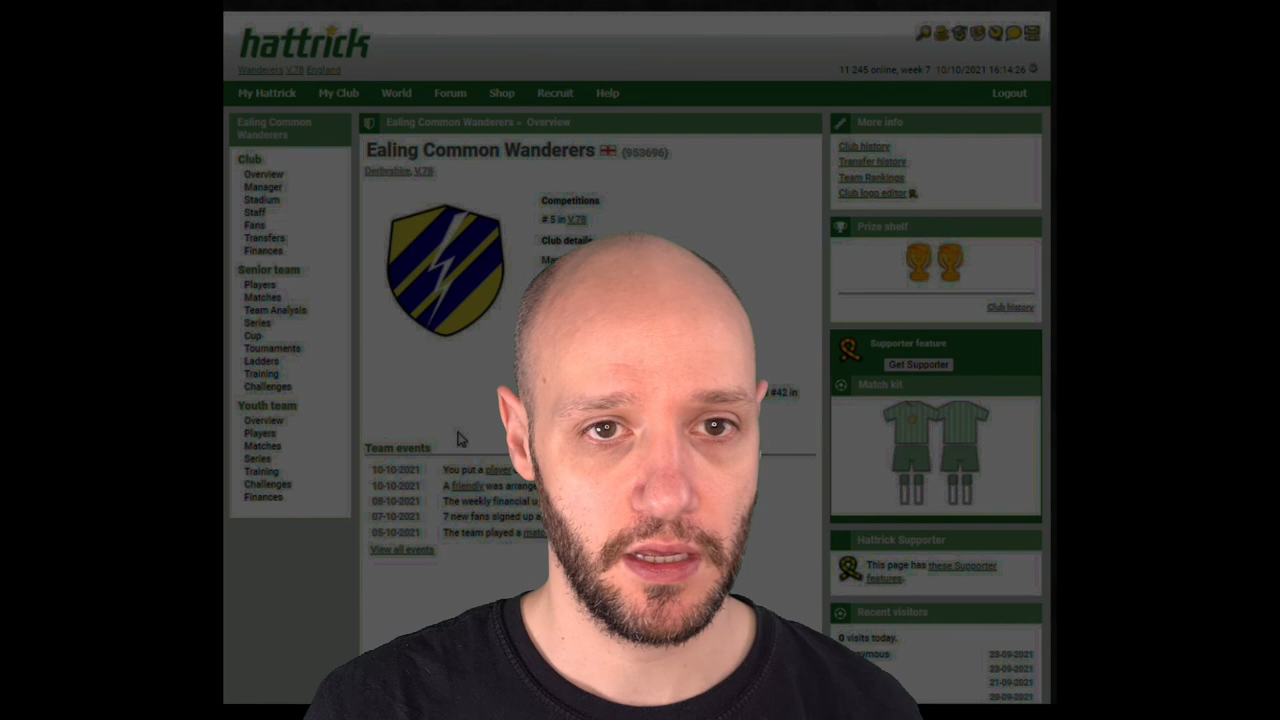 hattrick
Wanderers V.78 England
11 245 online, week 7 10/10/2021 16:14:26
My Hattrick My Club World Forum Shop Recruit Help Logout
Ealing Common
Wanderers
Club
Overview
Manager
Stadium
Staff
Fans
Transfers
Finances
Senior team
Players
Matches
Team Analysis
Series
Cup
Tournaments
Ladders
Training
Challenges
Youth team
Overview
Players
Matches
Series
Training
Challenges
Finances
Ealing Common Wanderers » Overview
Ealing Common Wanderers (953696)
Derbyshire, V.78
Competitions
# 5 in V.78
Club details
#42 in
Team events
10-10-2021 You put a player
10-10-2021 A friendly was arrange
08-10-2021 The weekly financial u
07-10-2021 7 new fans signed up a
05-10-2021 The team played a matc
View all events
More info
Club history
Transfer history
Team Rankings
Club logo editor
Prize shelf
Club history
Supporter feature
Get Supporter
Match kit
Hattrick Supporter
This page has these Supporter
features.
Recent visitors
0 visits today.
nymous 23-09-2021
23-09-2021
21-09-2021
20-09-2021